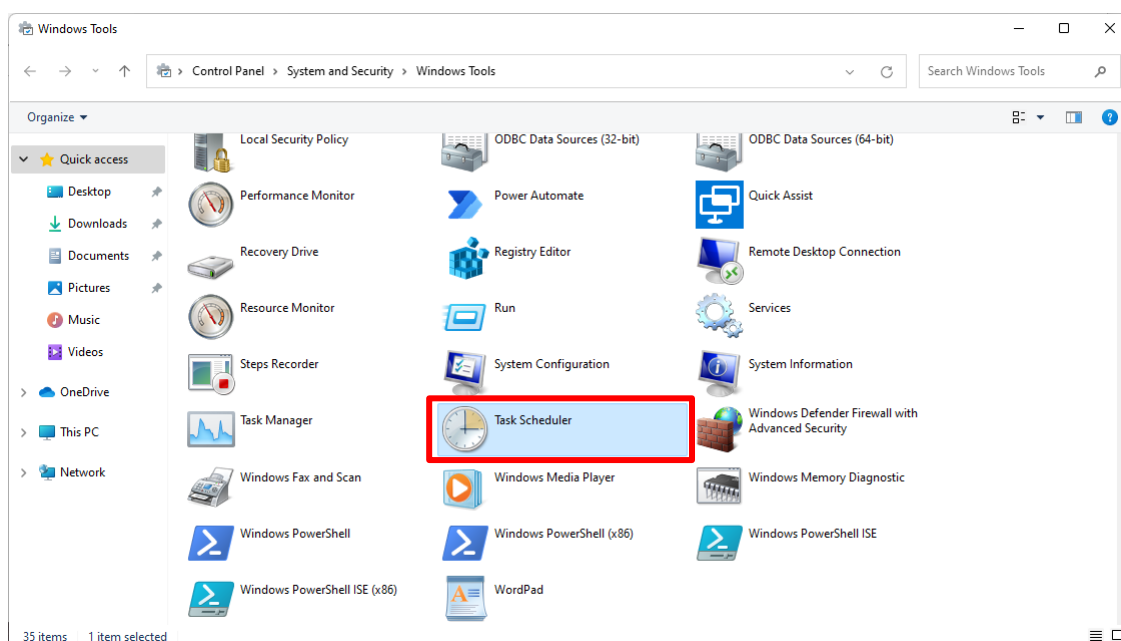 Windows Tools
Control Panel > System and Security > Windows Tools
Search Windows Tools
Organize
Quick access
Desktop
Downloads
Documents
Pictures
Music
Videos
OneDrive
This PC
Network
Local Security Policy
ODBC Data Sources (32-bit)
ODBC Data Sources (64-bit)
Performance Monitor
Power Automate
Quick Assist
Recovery Drive
Registry Editor
Remote Desktop Connection
Resource Monitor
Run
Services
Steps Recorder
System Configuration
System Information
Task Manager
Task Scheduler
Windows Defender Firewall with
Advanced Security
Windows Fax and Scan
Windows Media Player
Windows Memory Diagnostic
Windows PowerShell
Windows PowerShell (x86)
Windows PowerShell ISE
Windows PowerShell ISE (x86)
WordPad
35 items
1 item selected